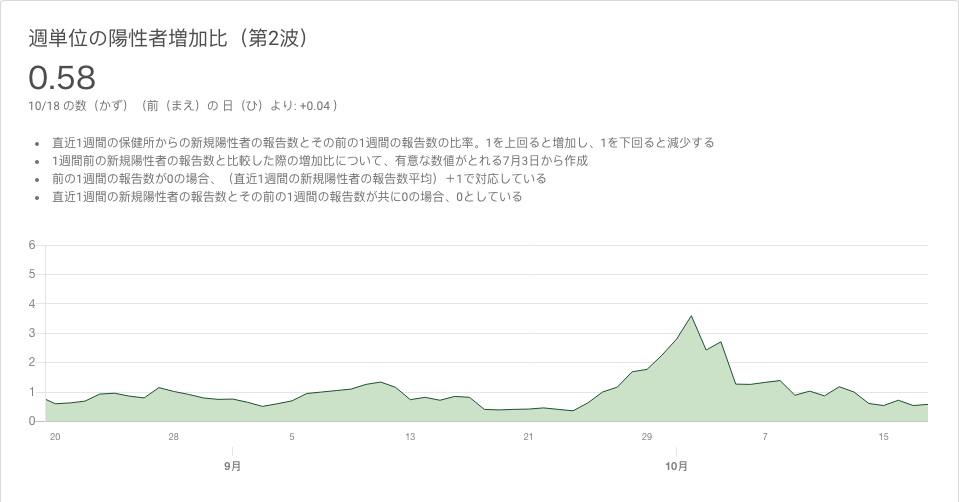 週単位の陽性者増加比（第2波）
0.58
10/18 の数（かず）（前（まえ）の 日（ひ）より: +0.04 ）
• 直近1週間の保健所からの新規陽性者の報告数とその前の1週間の報告数の比率。1を上回ると増加し、1を下回ると減少する
• 1週間前の新規陽性者の報告数と比較した際の増加比について、有意な数値がとれる7月3日から作成
• 前の1週間の報告数が0の場合、（直近1週間の新規陽性者の報告数平均）＋1で対応している
• 直近1週間の新規陽性者の報告数とその前の1週間の報告数が共に0の場合、0としている
6
5
4
3
2
1
0
20 28 5 13 21 29 7 15
9月 10月